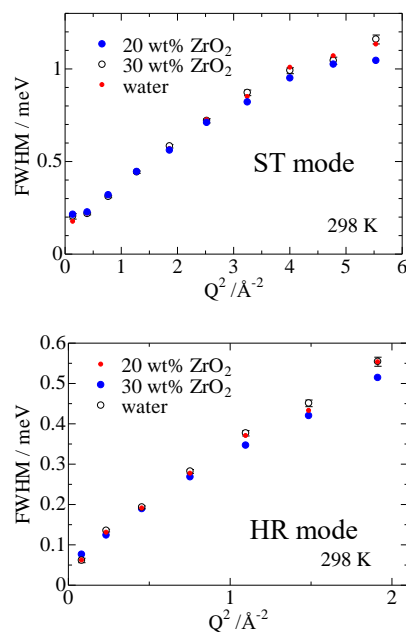 1
0.5
0
FWHM / meV
20 wt% ZrO₂
30 wt% ZrO₂
water
ST mode
298 K
0 1 2 3 4 5 6
Q² /Å⁻²
0.6
0.5
0.4
0.3
0.2
0.1
0
FWHM / meV
20 wt% ZrO₂
30 wt% ZrO₂
water
HR mode
298 K
0 1 2
Q² /Å⁻²